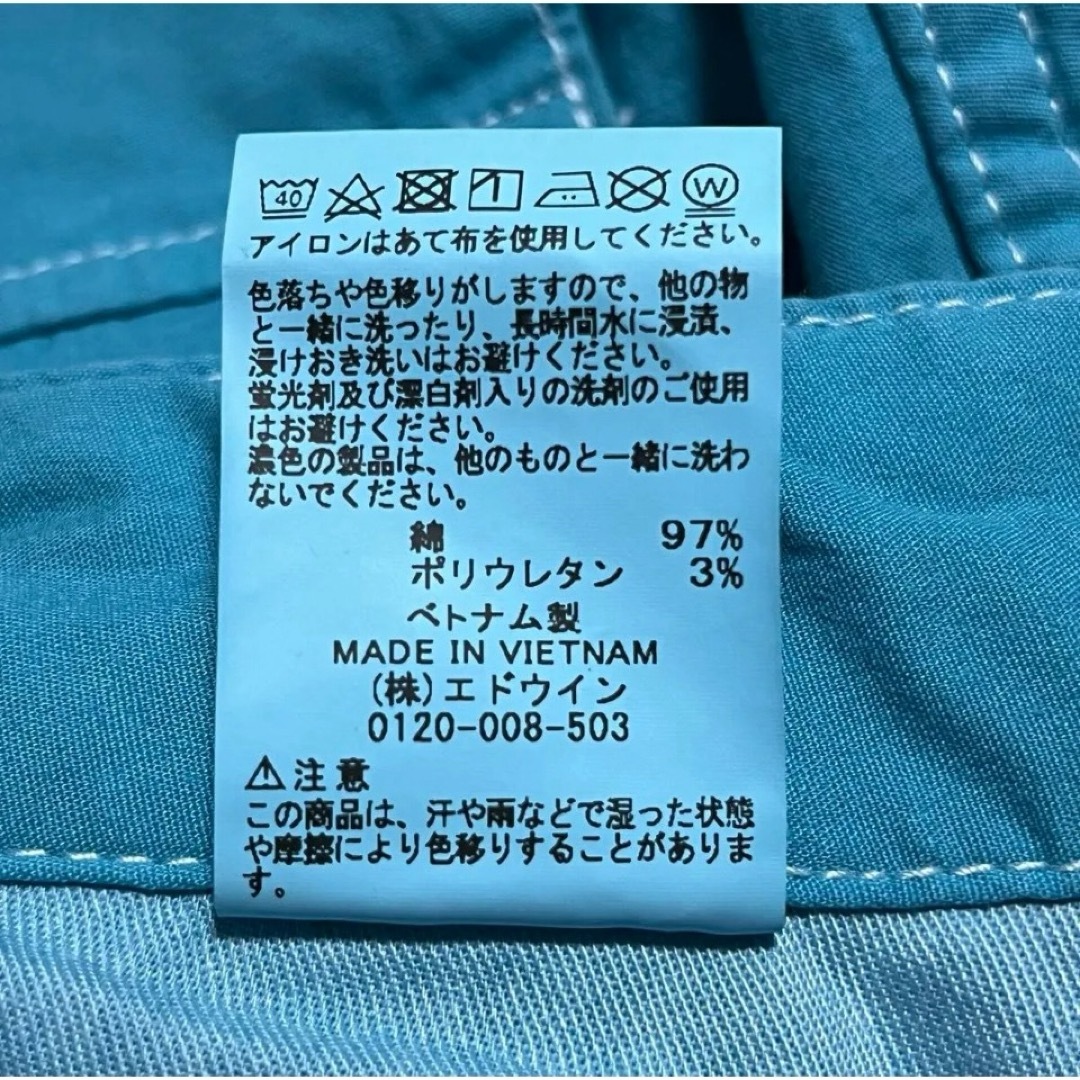 40 W
アイロンはあて布を使用してください。
色落ちや色移りがしますので、他の物
と一緒に洗ったり、長時間水に浸漬、
浸けおき洗いはお避けください。
蛍光剤及び漂白剤入りの洗剤のご使用
はお避けください。
濃色の製品は、他のものと一緒に洗わ
ないでください。
綿 97%
ポリウレタン 3%
ベトナム製
MADE IN VIETNAM
(株)エドウイン
0120-008-503
⚠注意
この商品は、汗や雨などで湿った状態
や摩擦により色移りすることがありま
す。